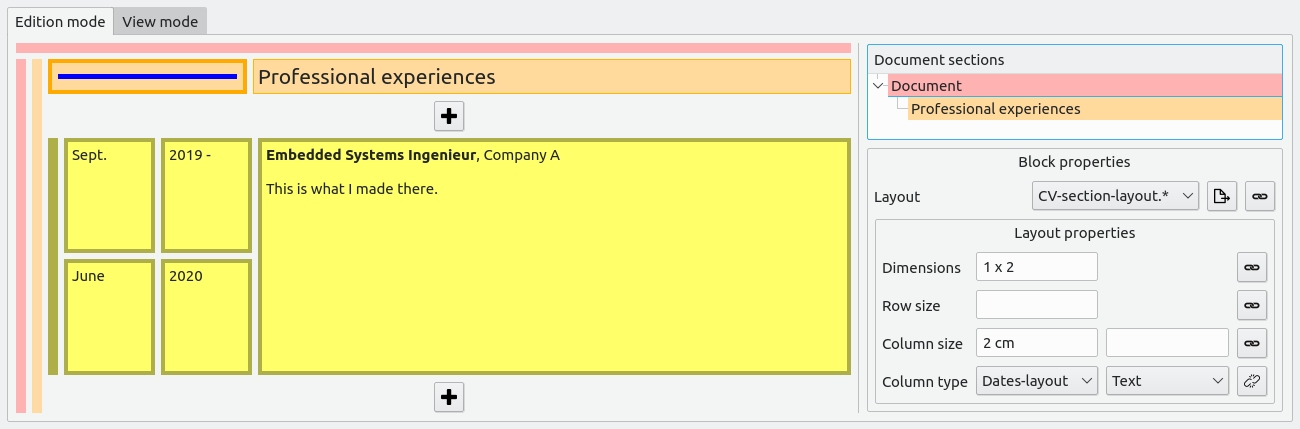 Edition mode
View mode
Professional experiences
Sept.
2019 -
June
2020
Embedded Systems Ingenieur, Company A
This is what I made there.
Document sections
Document
Professional experiences
Block properties
Layout
CV-section-layout.*
Layout properties
Dimensions
1 x 2
Row size
Column size
2 cm
Column type
Dates-layout
Text